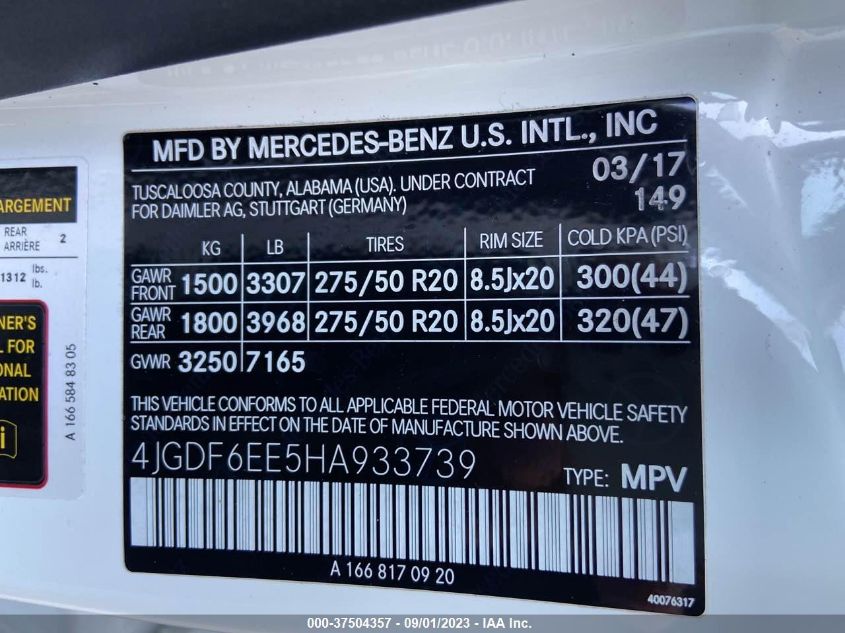 MFD BY MERCEDES-BENZ U.S. INTL., INC
TUSCALOOSA COUNTY, ALABAMA (USA). UNDER CONTRACT
FOR DAIMLER AG, STUTTGART (GERMANY)
03/17
149
KG LB TIRES RIM SIZE COLD KPA (PSI)
GAWR FRONT 1500 3307 275/50 R20 8.5Jx20 300(44)
GAWR REAR 1800 3968 275/50 R20 8.5Jx20 320(47)
GVWR 3250 7165
THIS VEHICLE CONFORMS TO ALL APPLICABLE FEDERAL MOTOR VEHICLE SAFETY
STANDARDS IN EFFECT ON THE DATE OF MANUFACTURE SHOWN ABOVE.
4JGDF6EE5HA933739
TYPE: MPV
A 166 817 09 20
40076317
ARGEMENT
REAR
ARRIÈRE 2
1312 lbs.
lb.
NER'S
L FOR
ONAL
ATION
i
A 166 584 83 05
000-37504357 - 09/01/2023 - IAA Inc.